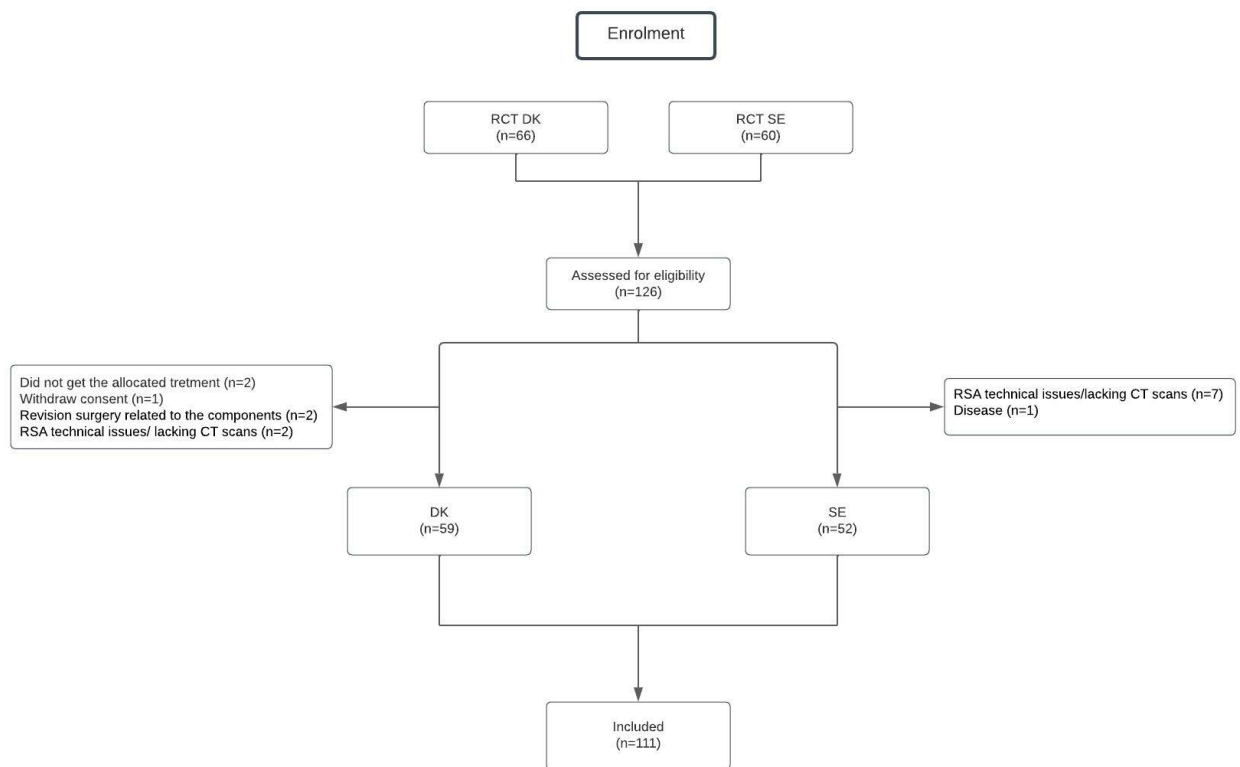 Enrolment
RCT DK
(n=66)
RCT SE
(n=60)
Assessed for eligibility
(n=126)
Did not get the allocated tretment (n=2)
Withdraw consent (n=1)
Revision surgery related to the components (n=2)
RSA technical issues/ lacking CT scans (n=2)
RSA technical issues/lacking CT scans (n=7)
Disease (n=1)
DK
(n=59)
SE
(n=52)
Included
(n=111)